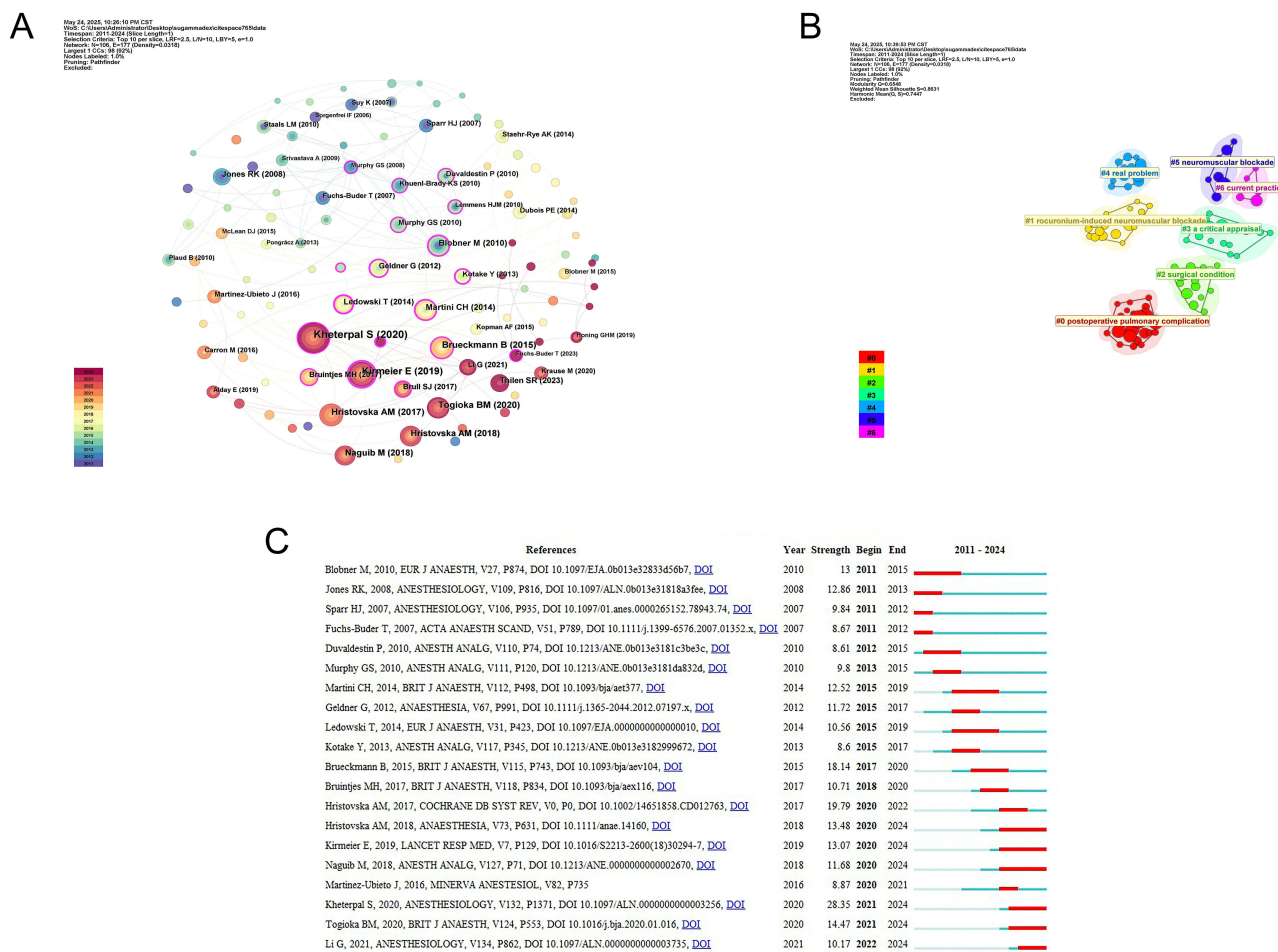 A
May 24, 2025, 10:26:10 PM CST
WoS: C:\Users\Administrator\Desktop\sugammadex\citespace765\data
Timespan: 2011-2024 (Slice Length=1)
Selection Criteria: Top 10 per slice, LRF=2.5, L/N=10, LBY=5, e=1.0
Network: N=106, E=177 (Density=0.0318)
Largest 1 CCs: 98 (92%)
Nodes Labeled: 1.0%
Pruning: Pathfinder
Excluded:
Suy K (2007)
Sorgenfrei IF (2006)
Staals LM (2010)
Sparr HJ (2007)
Staehr-Rye AK (2014)
Srivastava A (2009)
Murphy GS (2008)
Jones RK (2008)
Duvaldestin P (2010)
Khuenl-Brady KS (2010)
Fuchs-Buder T (2007)
Lemmens HJM (2010)
Dubois PE (2014)
Murphy GS (2010)
McLean DJ (2015)
Pongrácz A (2013)
Blobner M (2010)
Plaud B (2010)
Geldner G (2012)
Kotake Y (2013)
Blobner M (2015)
Martinez-Ubieto J (2016)
Ledowski T (2014)
Martini CH (2014)
Kopman AF (2015)
Kheterpal S (2020)
Honing GHM (2019)
Brueckmann B (2015)
Carron M (2016)
Fuchs-Buder T (2023)
Li G (2021)
Kirmeier E (2019)
Bruintjes MH (2017)
Krause M (2020)
Thilen SR (2023)
Brull SJ (2017)
Alday E (2019)
Togioka BM (2020)
Hristovska AM (2017)
Hristovska AM (2018)
Naguib M (2018)
2024
2023
2022
2021
2020
2019
2018
2017
2016
2015
2014
2013
2012
2011
B
May 24, 2025, 10:39:53 PM CST
WoS: C:\Users\Administrator\Desktop\sugammadex\citespace765\data
Timespan: 2011-2024 (Slice Length=1)
Selection Criteria: Top 10 per slice, LRF=2.5, L/N=10, LBY=5, e=1.0
Network: N=106, E=177 (Density=0.0318)
Largest 1 CCs: 98 (92%)
Nodes Labeled: 1.0%
Pruning: Pathfinder
Modularity Q=0.6548
Weighted Mean Silhouette S=0.8631
Harmonic Mean(Q, S)=0.7447
Excluded:
#5 neuromuscular blockade
#4 real problem
#6 current practic
#1 rocuronium-induced neuromuscular blockade
#3 a critical appraisal
#2 surgical condition
#0 postoperative pulmonary complication
#0
#1
#2
#3
#4
#5
#6
C
References Year Strength Begin End 2011 - 2024
Blobner M, 2010, EUR J ANAESTH, V27, P874, DOI 10.1097/EJA.0b013e32833d56b7, DOI 2010 13 2011 2015
Jones RK, 2008, ANESTHESIOLOGY, V109, P816, DOI 10.1097/ALN.0b013e31818a3fee, DOI 2008 12.86 2011 2013
Sparr HJ, 2007, ANESTHESIOLOGY, V106, P935, DOI 10.1097/01.anes.0000265152.78943.74, DOI 2007 9.84 2011 2012
Fuchs-Buder T, 2007, ACTA ANAESTH SCAND, V51, P789, DOI 10.1111/j.1399-6576.2007.01352.x, DOI 2007 8.67 2011 2012
Duvaldestin P, 2010, ANESTH ANALG, V110, P74, DOI 10.1213/ANE.0b013e3181c3be3c, DOI 2010 8.61 2012 2015
Murphy GS, 2010, ANESTH ANALG, V111, P120, DOI 10.1213/ANE.0b013e3181da832d, DOI 2010 9.8 2013 2015
Martini CH, 2014, BRIT J ANAESTH, V112, P498, DOI 10.1093/bja/aet377, DOI 2014 12.52 2015 2019
Geldner G, 2012, ANAESTHESIA, V67, P991, DOI 10.1111/j.1365-2044.2012.07197.x, DOI 2012 11.72 2015 2017
Ledowski T, 2014, EUR J ANAESTH, V31, P423, DOI 10.1097/EJA.0000000000000010, DOI 2014 10.56 2015 2019
Kotake Y, 2013, ANESTH ANALG, V117, P345, DOI 10.1213/ANE.0b013e3182999672, DOI 2013 8.6 2015 2017
Brueckmann B, 2015, BRIT J ANAESTH, V115, P743, DOI 10.1093/bja/aev104, DOI 2015 18.14 2017 2020
Bruintjes MH, 2017, BRIT J ANAESTH, V118, P834, DOI 10.1093/bja/aex116, DOI 2017 10.71 2018 2020
Hristovska AM, 2017, COCHRANE DB SYST REV, V0, P0, DOI 10.1002/14651858.CD012763, DOI 2017 19.79 2020 2022
Hristovska AM, 2018, ANAESTHESIA, V73, P631, DOI 10.1111/anae.14160, DOI 2018 13.48 2020 2024
Kirmeier E, 2019, LANCET RESP MED, V7, P129, DOI 10.1016/S2213-2600(18)30294-7, DOI 2019 13.07 2020 2024
Naguib M, 2018, ANESTH ANALG, V127, P71, DOI 10.1213/ANE.0000000000002670, DOI 2018 11.68 2020 2024
Martinez-Ubieto J, 2016, MINERVA ANESTESIOL, V82, P735 2016 8.87 2020 2021
Kheterpal S, 2020, ANESTHESIOLOGY, V132, P1371, DOI 10.1097/ALN.0000000000003256, DOI 2020 28.35 2021 2024
Togioka BM, 2020, BRIT J ANAESTH, V124, P553, DOI 10.1016/j.bja.2020.01.016, DOI 2020 14.47 2021 2024
Li G, 2021, ANESTHESIOLOGY, V134, P862, DOI 10.1097/ALN.0000000000003735, DOI 2021 10.17 2022 2024